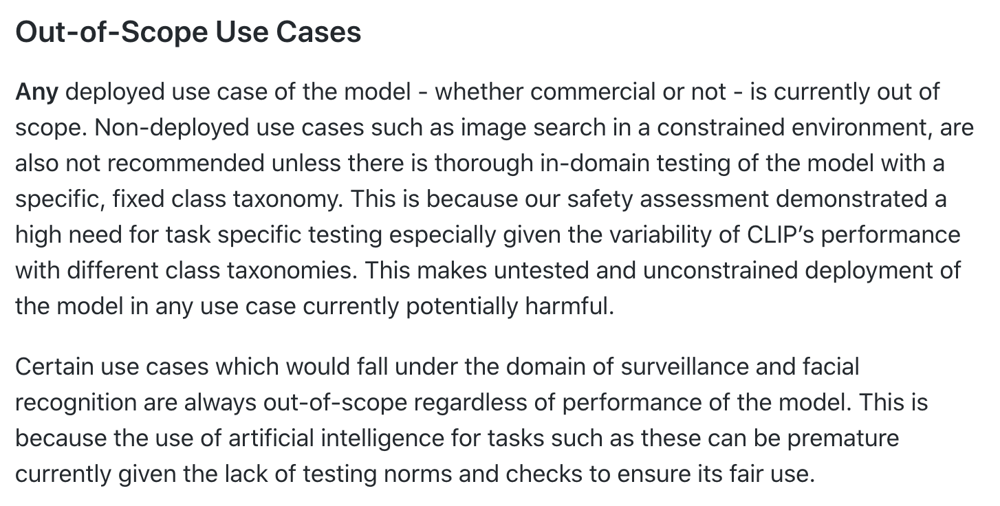 Out-of-Scope Use Cases
Any deployed use case of the model - whether commercial or not - is currently out of
scope. Non-deployed use cases such as image search in a constrained environment, are
also not recommended unless there is thorough in-domain testing of the model with a
specific, fixed class taxonomy. This is because our safety assessment demonstrated a
high need for task specific testing especially given the variability of CLIP’s performance
with different class taxonomies. This makes untested and unconstrained deployment of
the model in any use case currently potentially harmful.
Certain use cases which would fall under the domain of surveillance and facial
recognition are always out-of-scope regardless of performance of the model. This is
because the use of artificial intelligence for tasks such as these can be premature
currently given the lack of testing norms and checks to ensure its fair use.